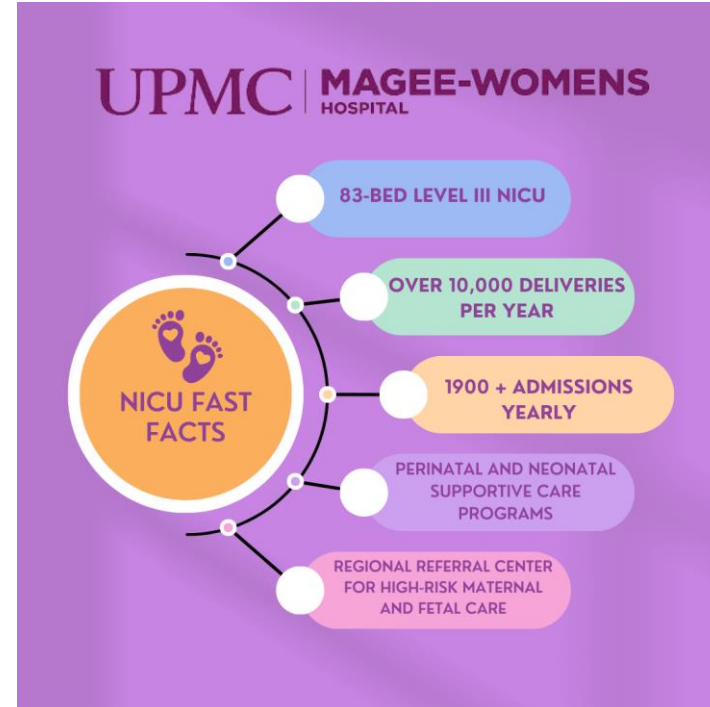 UPMC
MAGEE-WOMENS
HOSPITAL
83-BED LEVEL III NICU
OVER 10,000 DELIVERIES
PER YEAR
NICU FAST
FACTS
1900 + ADMISSIONS
YEARLY
PERINATAL AND NEONATAL
SUPPORTIVE CARE
PROGRAMS
REGIONAL REFERRAL CENTER
FOR HIGH-RISK MATERNAL
AND FETAL CARE